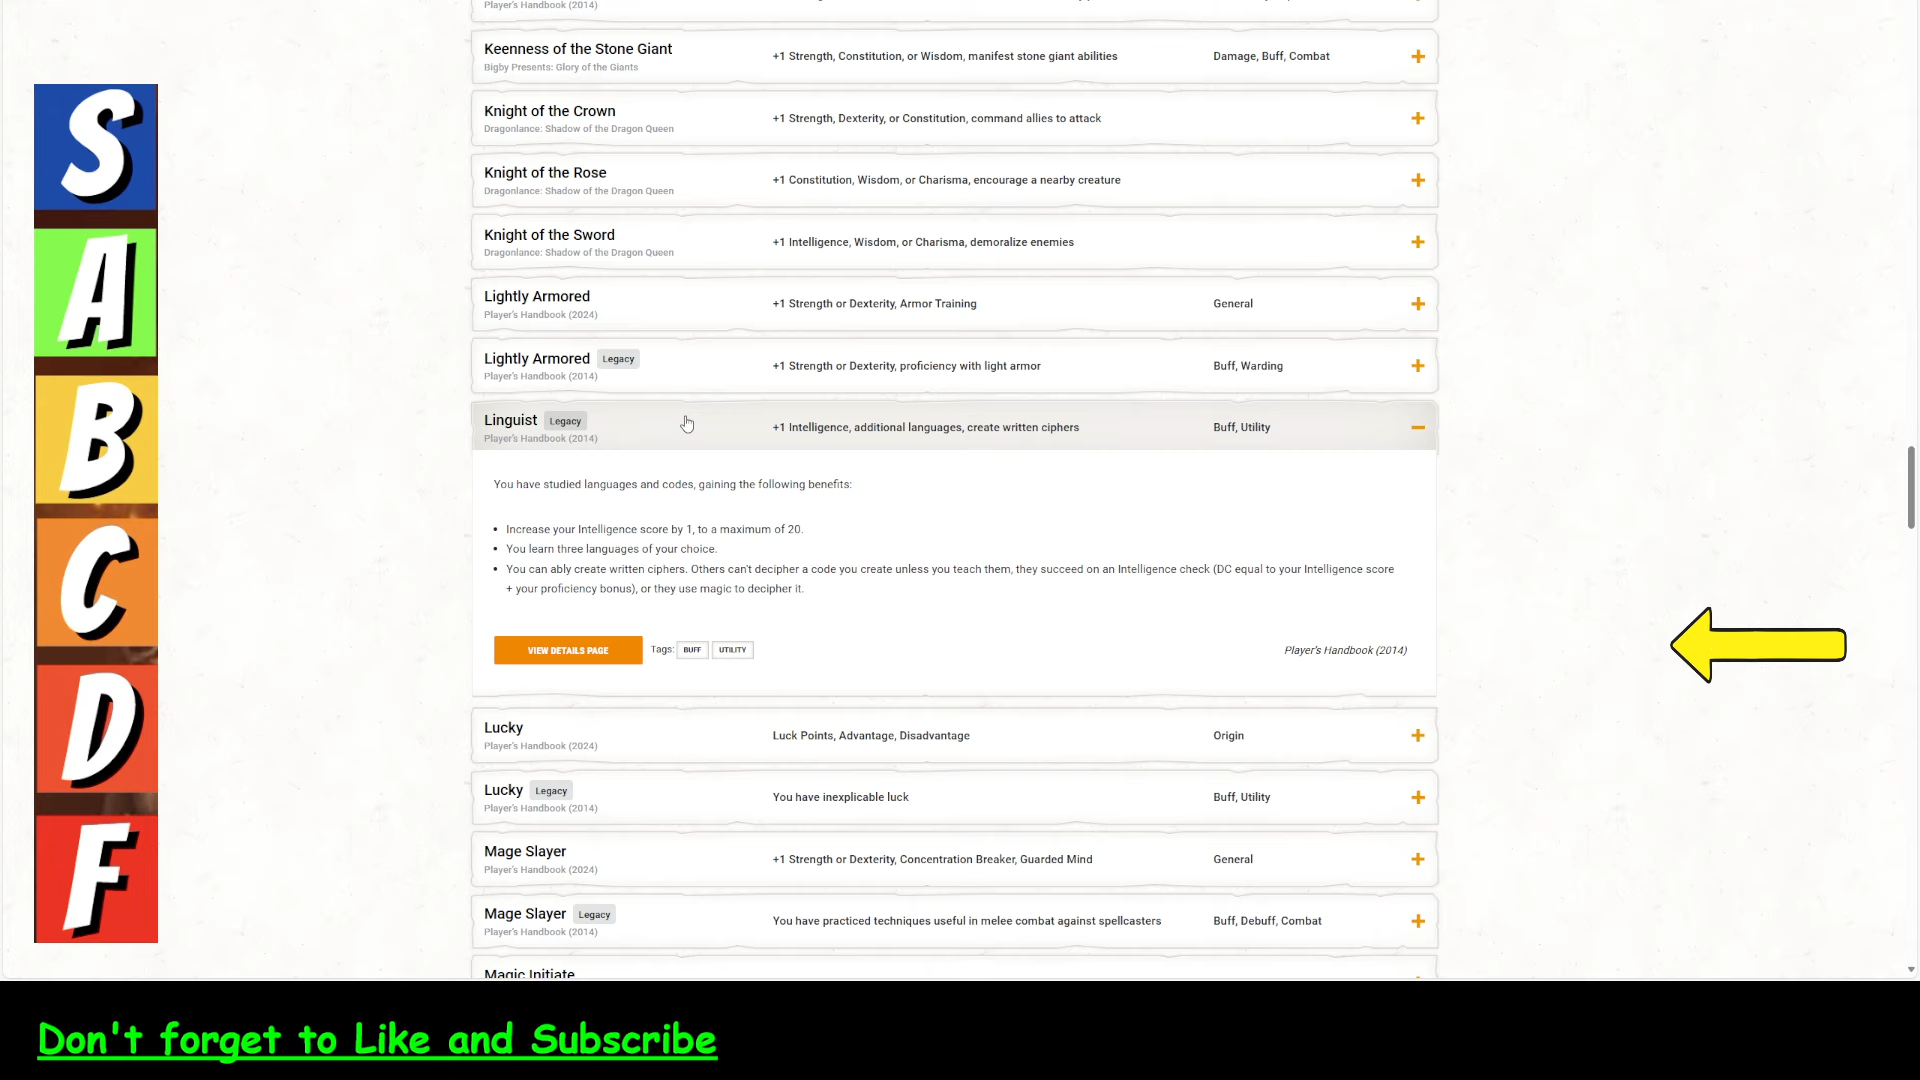 Player's Handbook (2014)
Keenness of the Stone Giant
Bigby Presents: Glory of the Giants
+1 Strength, Constitution, or Wisdom, manifest stone giant abilities
Damage, Buff, Combat
Knight of the Crown
Dragonlance: Shadow of the Dragon Queen
+1 Strength, Dexterity, or Constitution, command allies to attack
Knight of the Rose
Dragonlance: Shadow of the Dragon Queen
+1 Constitution, Wisdom, or Charisma, encourage a nearby creature
Knight of the Sword
Dragonlance: Shadow of the Dragon Queen
+1 Intelligence, Wisdom, or Charisma, demoralize enemies
Lightly Armored
Player's Handbook (2024)
+1 Strength or Dexterity, Armor Training
General
Lightly Armored Legacy
Player's Handbook (2014)
+1 Strength or Dexterity, proficiency with light armor
Buff, Warding
Linguist Legacy
Player's Handbook (2014)
+1 Intelligence, additional languages, create written ciphers
Buff, Utility
You have studied languages and codes, gaining the following benefits:
• Increase your Intelligence score by 1, to a maximum of 20.
• You learn three languages of your choice.
• You can ably create written ciphers. Others can't decipher a code you create unless you teach them, they succeed on an Intelligence check (DC equal to your Intelligence score
+ your proficiency bonus), or they use magic to decipher it.
VIEW DETAILS PAGE
Tags: BUFF UTILITY
Player's Handbook (2014)
Lucky
Player's Handbook (2024)
Luck Points, Advantage, Disadvantage
Origin
Lucky Legacy
Player's Handbook (2014)
You have inexplicable luck
Buff, Utility
Mage Slayer
Player's Handbook (2024)
+1 Strength or Dexterity, Concentration Breaker, Guarded Mind
General
Mage Slayer Legacy
Player's Handbook (2014)
You have practiced techniques useful in melee combat against spellcasters
Buff, Debuff, Combat
Magic Initiate
S
A
B
C
D
F
Don't forget to Like and Subscribe